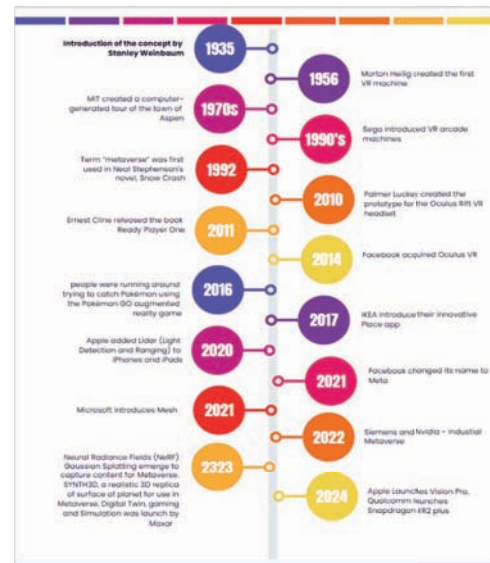 Introduction of the concept by
Stanley Weinbaum
1935
1956
Morton Heilig created the first
VR machine
MIT created a computer-
generated tour of the town of
Aspen
1970s
1990's
Sega introduced VR arcade
machines
Term "metaverse" was first
used in Neal Stephenson's
novel, Snow Crash
1992
2010
Palmer Luckey created the
prototype for the Oculus Rift VR
headset
Ernest Cline released the book
Ready Player One
2011
2014
Facebook acquired Oculus VR
people were running around
trying to catch Pokémon using
the Pokémon GO augmented
reality game
2016
2017
IKEA introduce their innovative
Place app
Apple added Lidar (Light
Detection and Ranging) to
iPhones and iPads
2020
2021
Facebook changed its name to
Meta
Microsoft introduces Mesh
2021
2022
Siemens and Nvidia - Industial
Metaverse
Neural Radiance Fields (NeRF)
Gaussian Splatting emerge to
capture content for Metaverse.
SYNTH3D, a realistic 3D replica
of surface of planet for use in
Metaverse, Digital Twin, gaming
and Simulation was launch by
Maxar
2323
2024
Apple Launches Vision Pro,
Qualcomm launches
Snapdragon XR2 plus